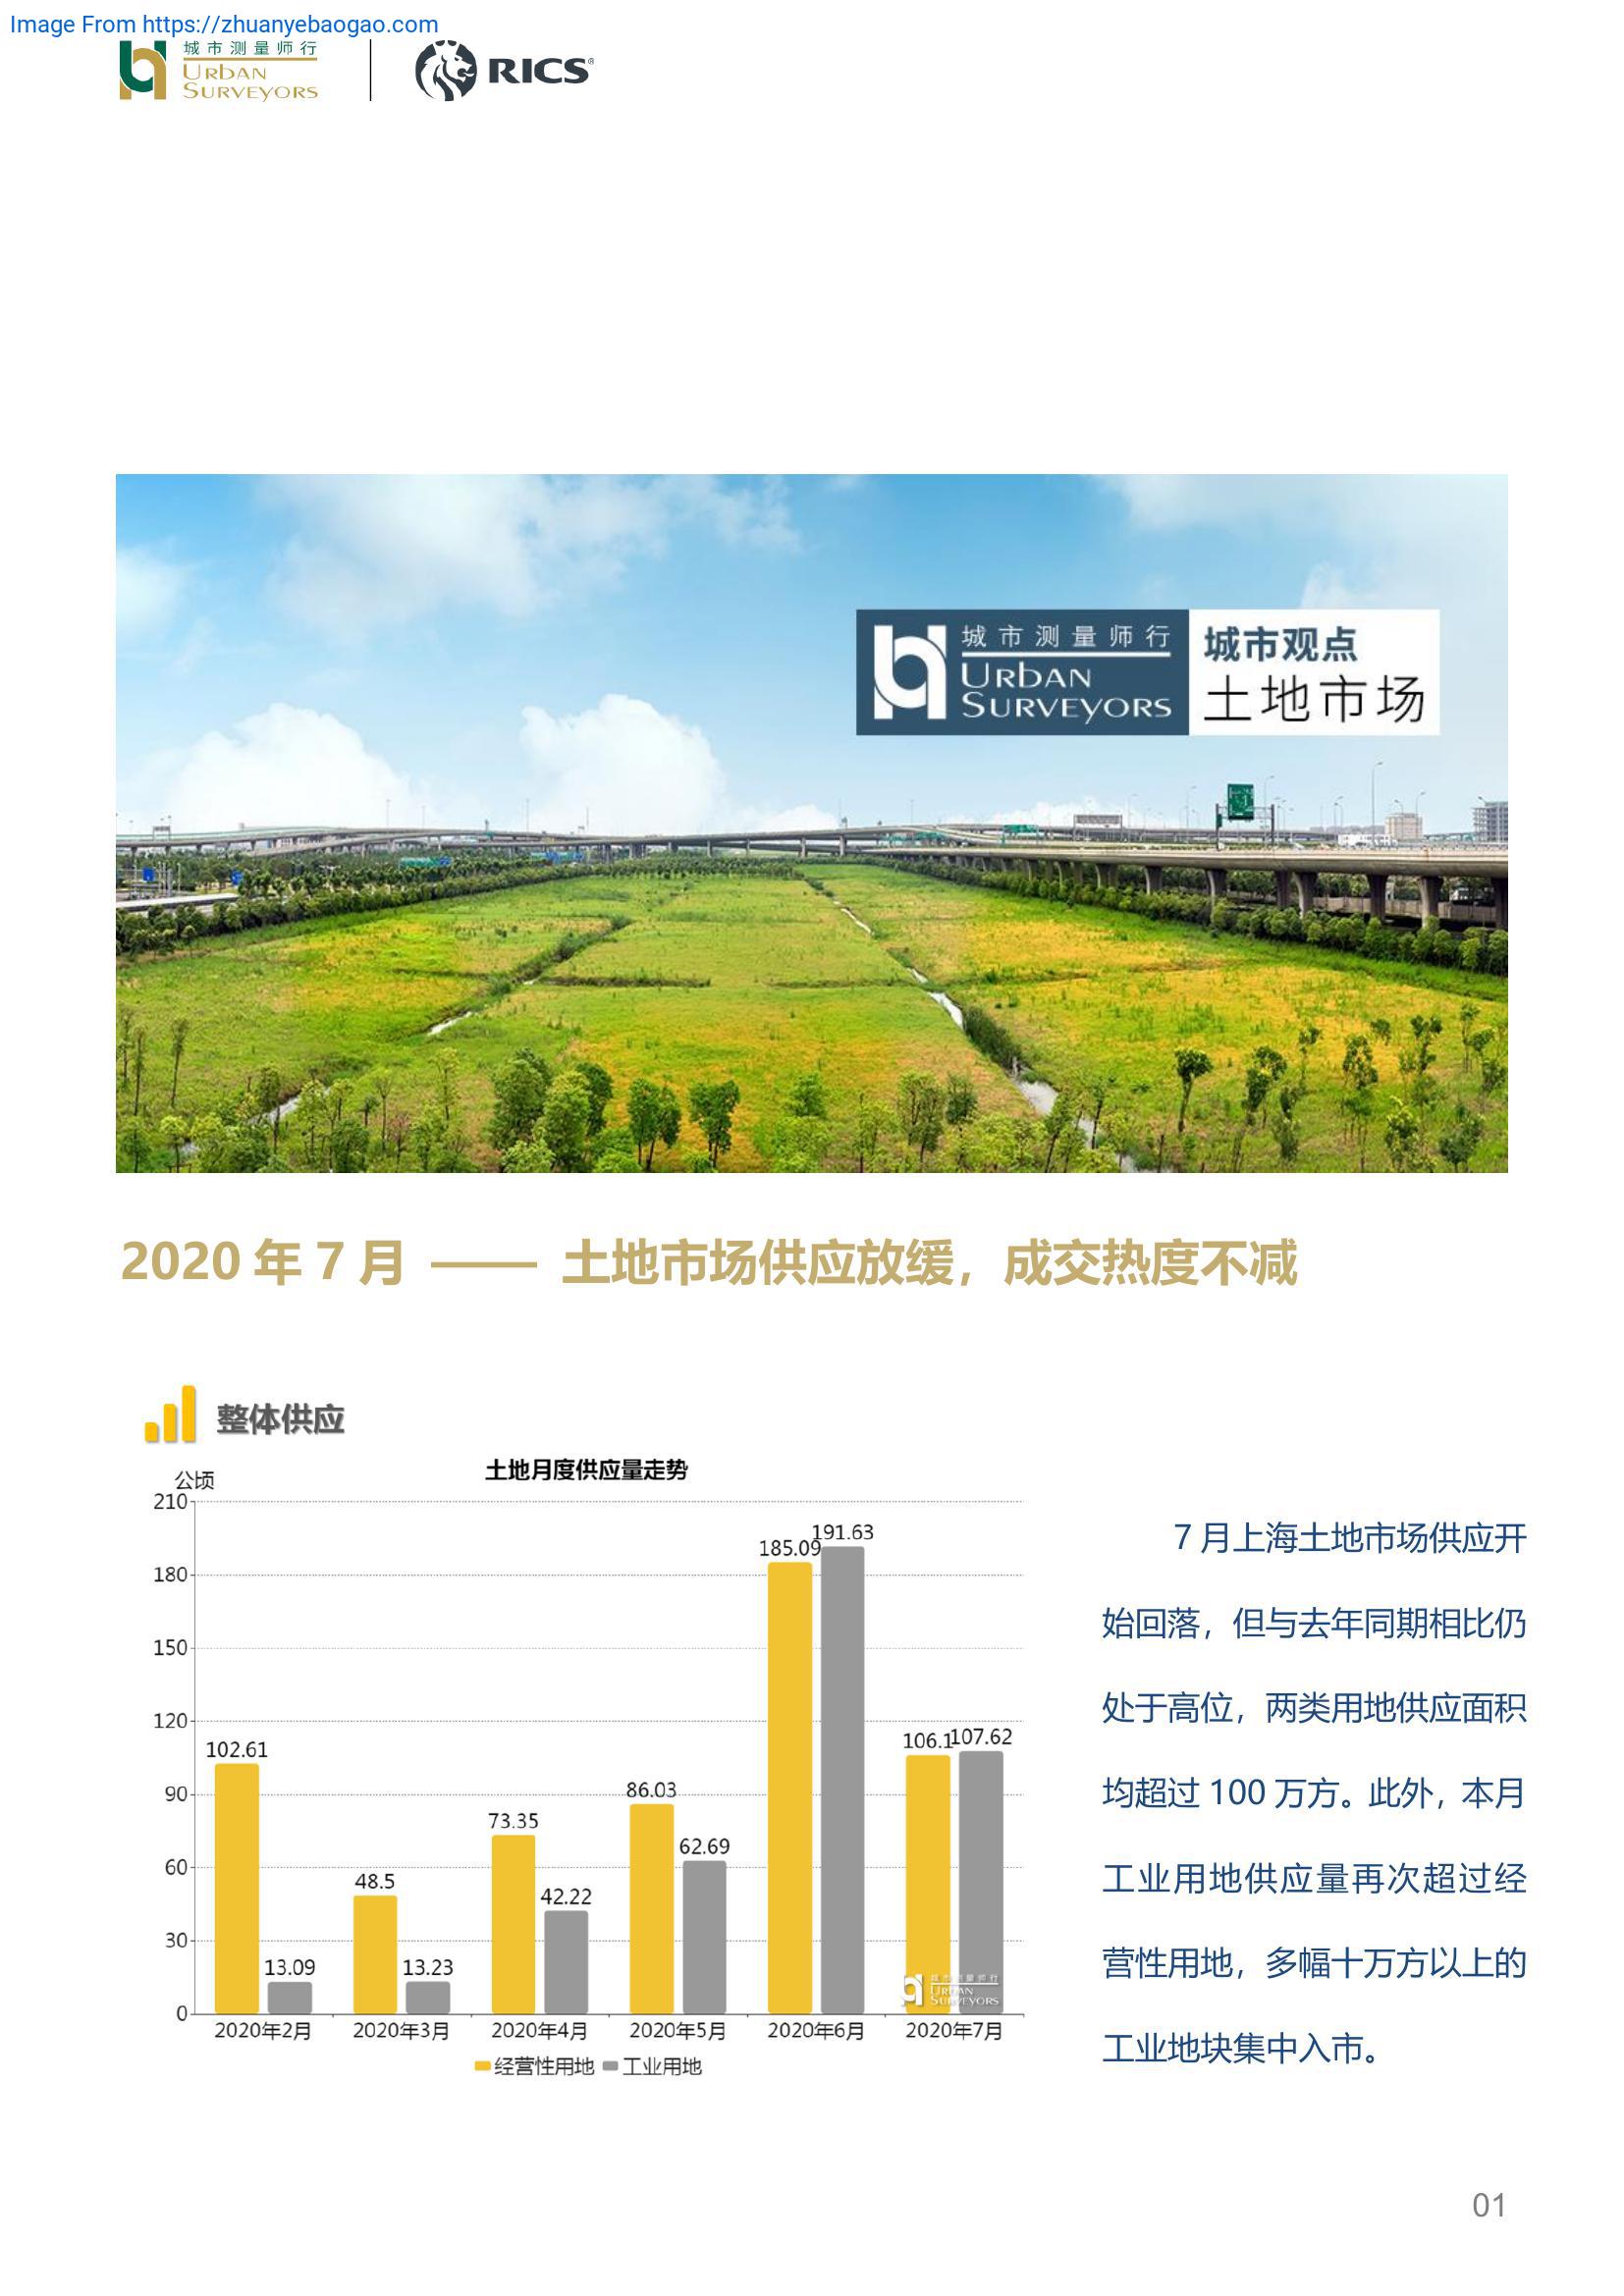 Image From https://zhuanyebaogao.com
城市测量师行
URBAN
SURVEYORS
RICS®
城市测量师行
URBAN
SURVEYORS
城市观点
土地市场
2020 年 7 月 —— 土地市场供应放缓，成交热度不减
整体供应
土地月度供应量走势
公顷
210
180
150
120
90
60
30
0
102.61
13.09
48.5
13.23
73.35
42.22
86.03
62.69
185.09
191.63
106.1
107.62
城市测量师行
URBAN
SURVEYORS
2020年2月
2020年3月
2020年4月
2020年5月
2020年6月
2020年7月
经营性用地 工业用地
7 月上海土地市场供应开
始回落，但与去年同期相比仍
处于高位，两类用地供应面积
均超过 100 万方。此外，本月
工业用地供应量再次超过经
营性用地，多幅十万方以上的
工业地块集中入市。
01